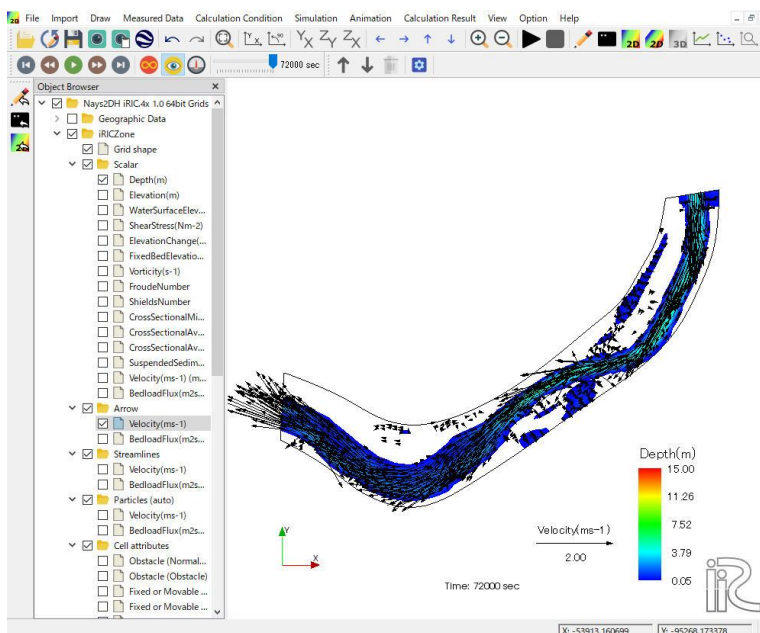 File Import Draw Measured Data Calculation Condition Simulation Animation Calculation Result View Option Help
2D 2D 3D
72000 sec
Object Browser
Nays2DH iRIC.4x 1.0 64bit Grids
Geographic Data
iRICZone
Grid shape
Scalar
Depth(m)
Elevation(m)
WaterSurfaceElev...
ShearStress(Nm-2)
ElevationChange(...
FixedBedElevatio...
Vorticity(s-1)
FroudeNumber
ShieldsNumber
CrossSectionalMi...
CrossSectionalAv...
CrossSectionalAv...
SuspendedSedim...
Velocity(ms-1) (m...
BedloadFlux(m2s...
Arrow
Velocity(ms-1)
BedloadFlux(m2s...
Streamlines
Velocity(ms-1)
BedloadFlux(m2s...
Particles (auto)
Velocity(ms-1)
BedloadFlux(m2s...
Cell attributes
Obstacle (Normal...
Obstacle (Obstacle)
Fixed or Movable ...
Fixed or Movable ...
Depth(m)
15.00
11.26
7.52
3.79
0.05
Velocity(ms-1)
2.00
Y
X
Time: 72000 sec
iRIC
X: -53913.160699 Y: -95268.173378